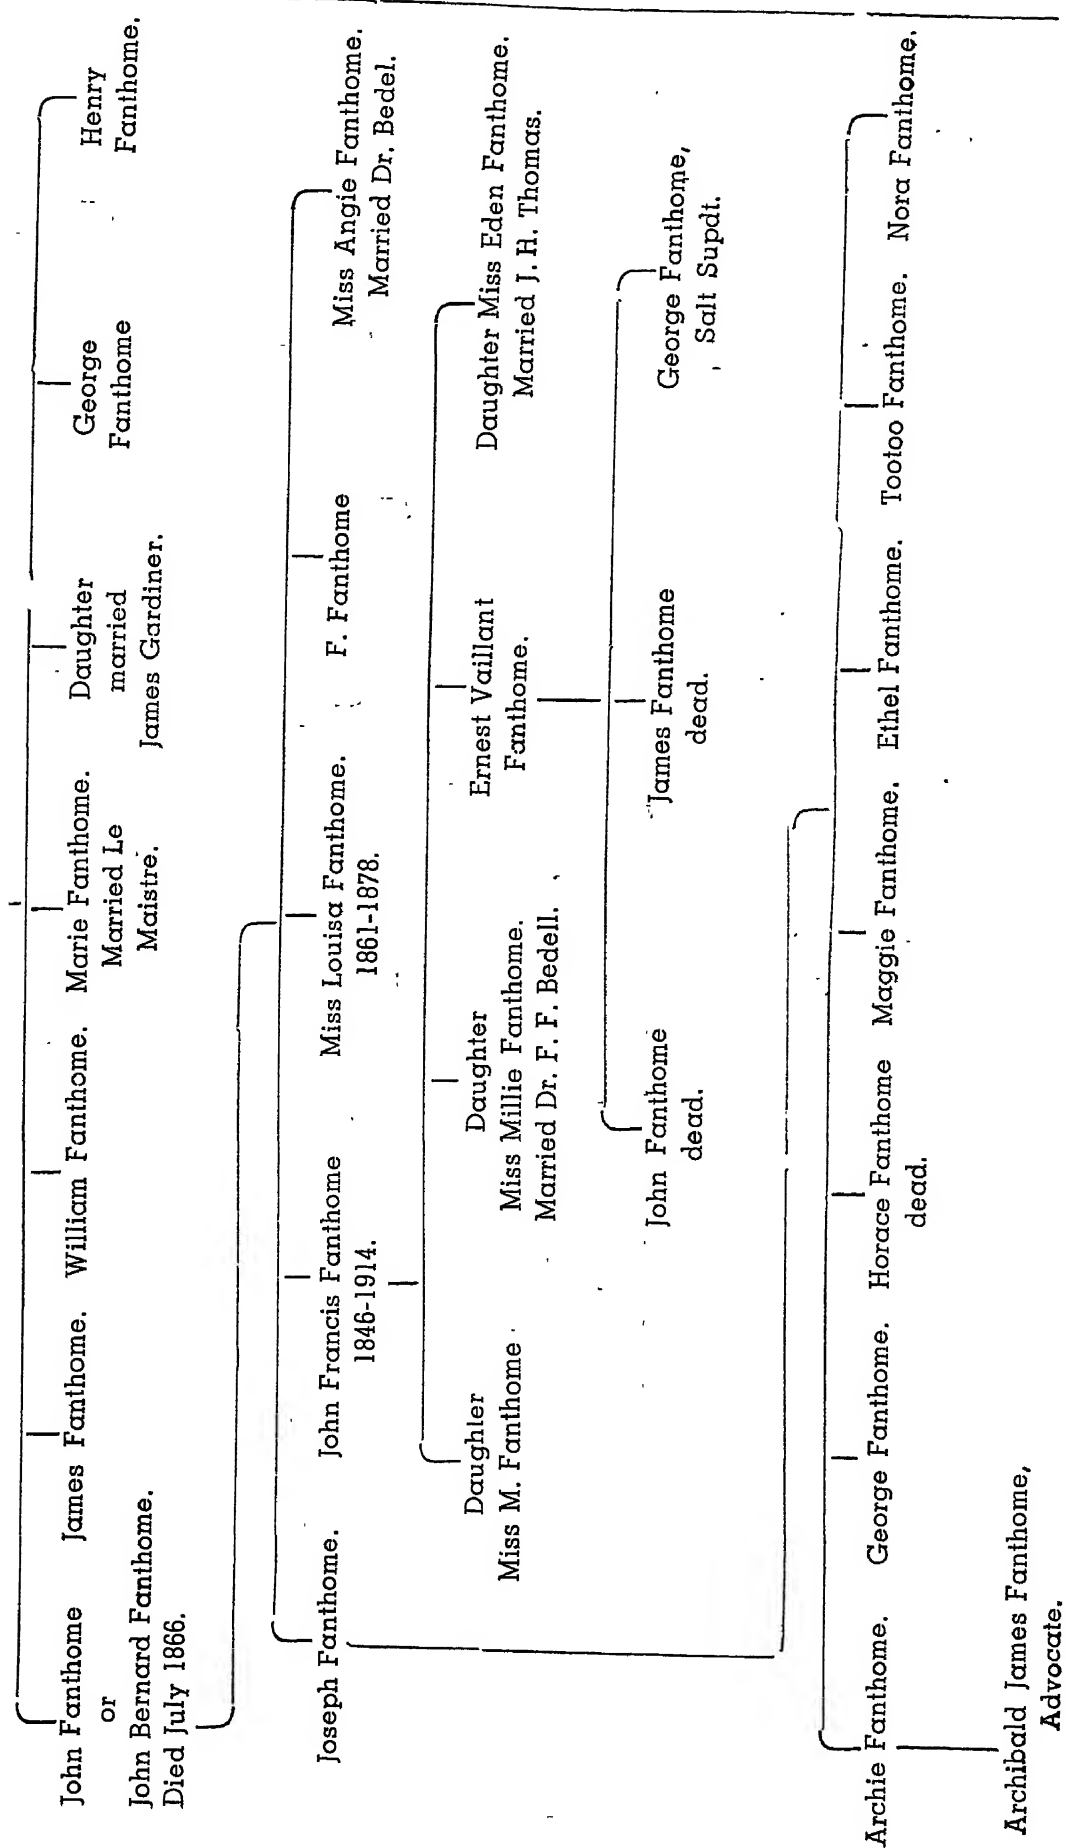 John Fanthome
or
John Bernard Fanthome.
Died July 1866.
James Fanthome.
William Fanthome.
Marie Fanthome.
Married Le
Maistre.
Daughter
married
James Gardiner.
George
Fanthome
Henry
Fanthome.
Joseph Fanthome.
John Francis Fanthome
1846-1914.
Miss Louisa Fanthome.
1861-1878.
F. Fanthome
Miss Angie Fanthome.
Married Dr. Bedel.
Daughter
Miss M. Fanthome
Daughter
Miss Millie Fanthome.
Married Dr. F. F. Bedell.
Ernest Vaillant
Fanthome.
Daughter Miss Eden Fanthome.
Married J. H. Thomas.
John Fanthome
dead.
James Fanthome
dead.
George Fanthome,
Salt Supdt.
Archie Fanthome.
George Fanthome.
Horace Fanthome
dead.
Maggie Fanthome.
Ethel Fanthome.
Tootoo Fanthome.
Nora Fanthome.
Archibald James Fanthome,
Advocate.